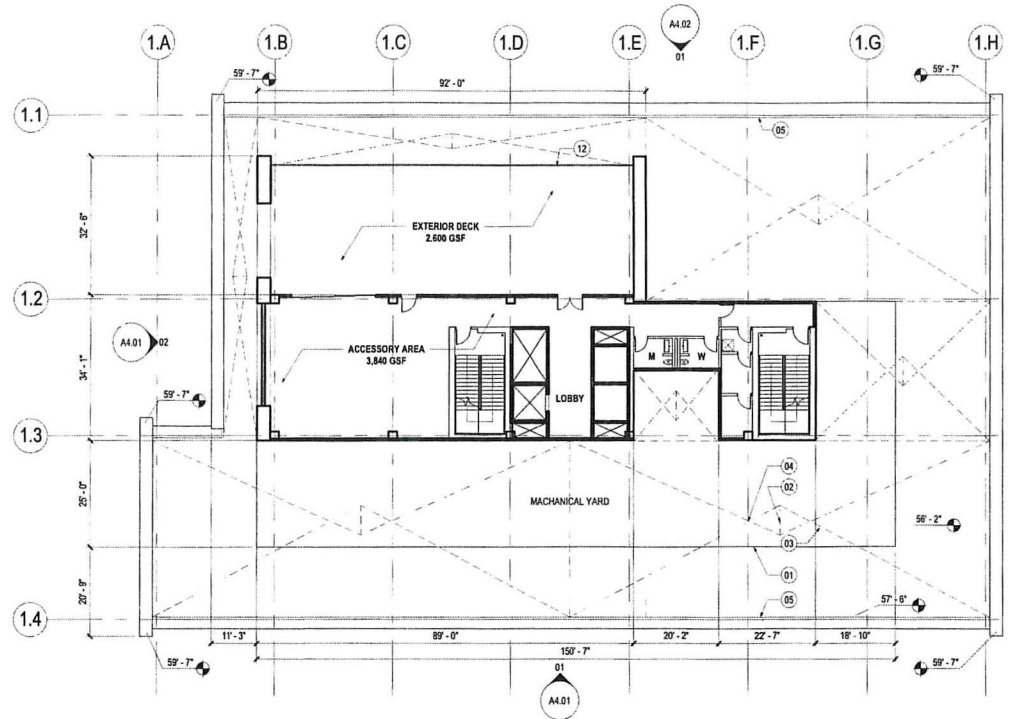 A4.02
01
1.A
1.B
1.C
1.D
1.E
1.F
1.G
1.H
59' - 7"
59' - 7"
92' - 0"
1.1
05
12
32' - 6"
EXTERIOR DECK
2.600 GSF
1.2
A4.01
02
34' - 1"
ACCESSORY AREA
3,840 GSF
M
W
LOBBY
59' - 7"
1.3
04
25' - 0"
MACHANICAL YARD
02
56' - 2"
03
01
20' - 9"
57' - 6"
05
1.4
11' - 3"
89' - 0"
20' - 2"
22' - 7"
18' - 10"
150' - 7"
59' - 7"
59' - 7"
01
A4.01